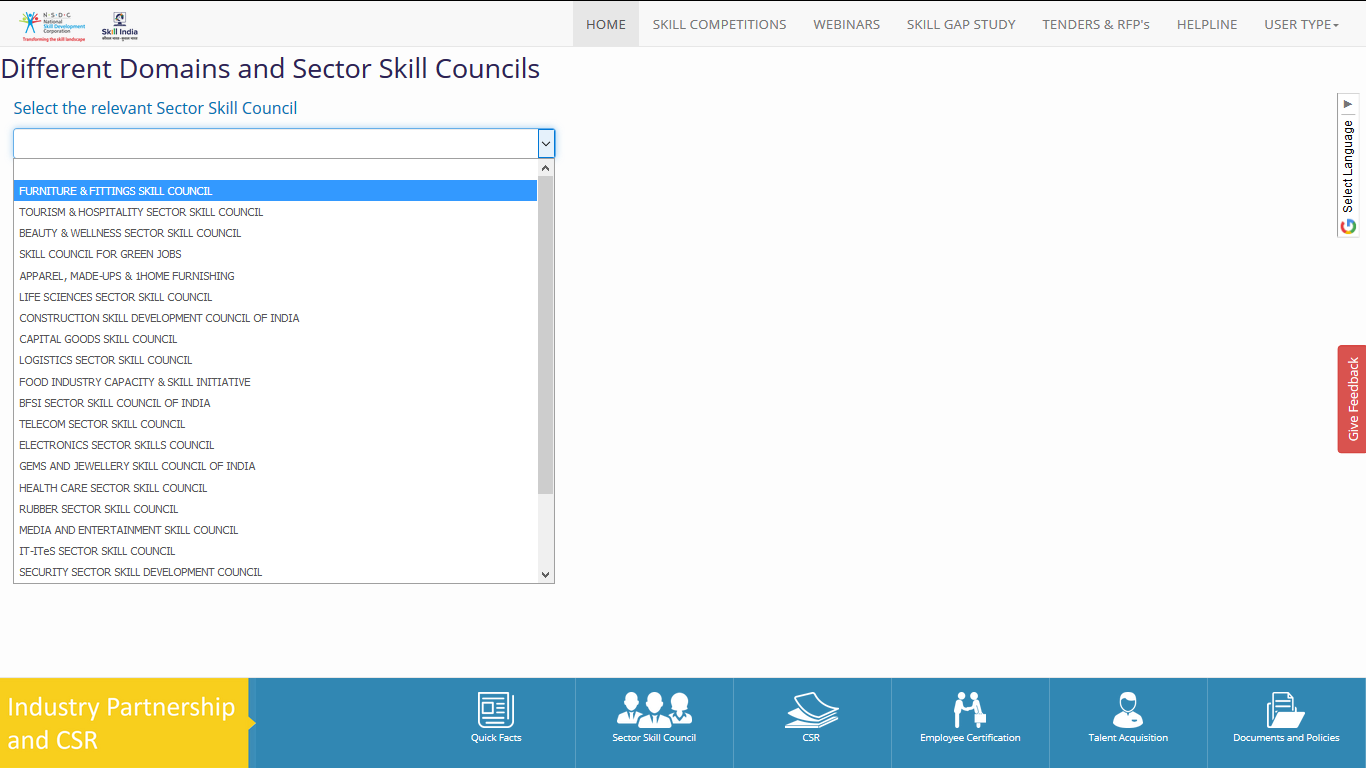 N·S·D·C
National
Skill Development
Corporation
Transforming the skill landscape
Skill India
कौशल भारत - कुशल भारत
HOME
SKILL COMPETITIONS
WEBINARS
SKILL GAP STUDY
TENDERS & RFP's
HELPLINE
USER TYPE
Different Domains and Sector Skill Councils
Select the relevant Sector Skill Council
FURNITURE & FITTINGS SKILL COUNCIL
TOURISM & HOSPITALITY SECTOR SKILL COUNCIL
BEAUTY & WELLNESS SECTOR SKILL COUNCIL
SKILL COUNCIL FOR GREEN JOBS
APPAREL, MADE-UPS & 1HOME FURNISHING
LIFE SCIENCES SECTOR SKILL COUNCIL
CONSTRUCTION SKILL DEVELOPMENT COUNCIL OF INDIA
CAPITAL GOODS SKILL COUNCIL
LOGISTICS SECTOR SKILL COUNCIL
FOOD INDUSTRY CAPACITY & SKILL INITIATIVE
BFSI SECTOR SKILL COUNCIL OF INDIA
TELECOM SECTOR SKILL COUNCIL
ELECTRONICS SECTOR SKILLS COUNCIL
GEMS AND JEWELLERY SKILL COUNCIL OF INDIA
HEALTH CARE SECTOR SKILL COUNCIL
RUBBER SECTOR SKILL COUNCIL
MEDIA AND ENTERTAINMENT SKILL COUNCIL
IT-ITeS SECTOR SKILL COUNCIL
SECURITY SECTOR SKILL DEVELOPMENT COUNCIL
Select Language
Give Feedback
Industry Partnership
and CSR
Quick Facts
Sector Skill Council
CSR
Employee Certification
Talent Acquisition
Documents and Policies